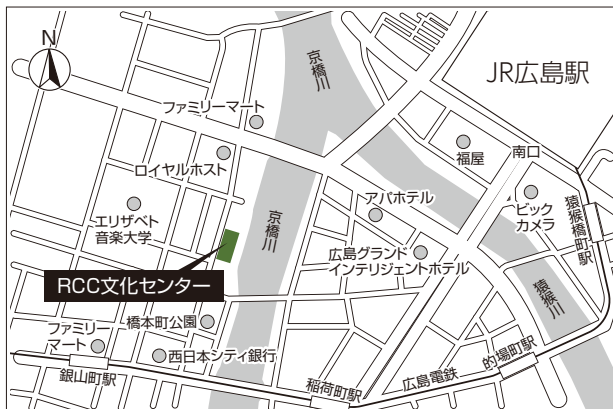 N
京橋川
JR広島駅
ファミリーマート
福屋
南口
ロイヤルホスト
アパホテル
ビック
カメラ
猿猴橋町駅
エリザベト
音楽大学
京橋川
広島グランド
インテリジェントホテル
猿猴川
RCC文化センター
橋本町公園
ファミリー
マート
西日本シティ銀行
銀山町駅
稲荷町駅
広島電鉄
的場町駅